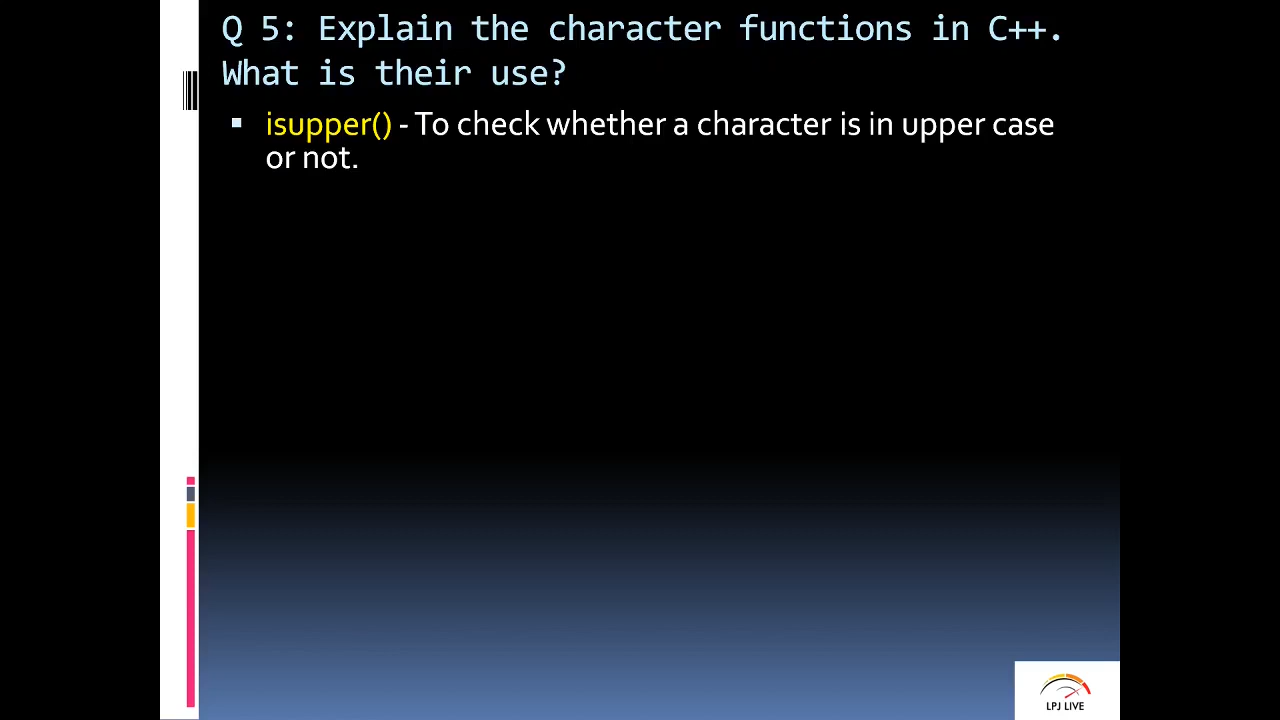 Q 5: Explain the character functions in C++.
What is their use?
▪ isupper() - To check whether a character is in upper case
or not.
LPJ LIVE